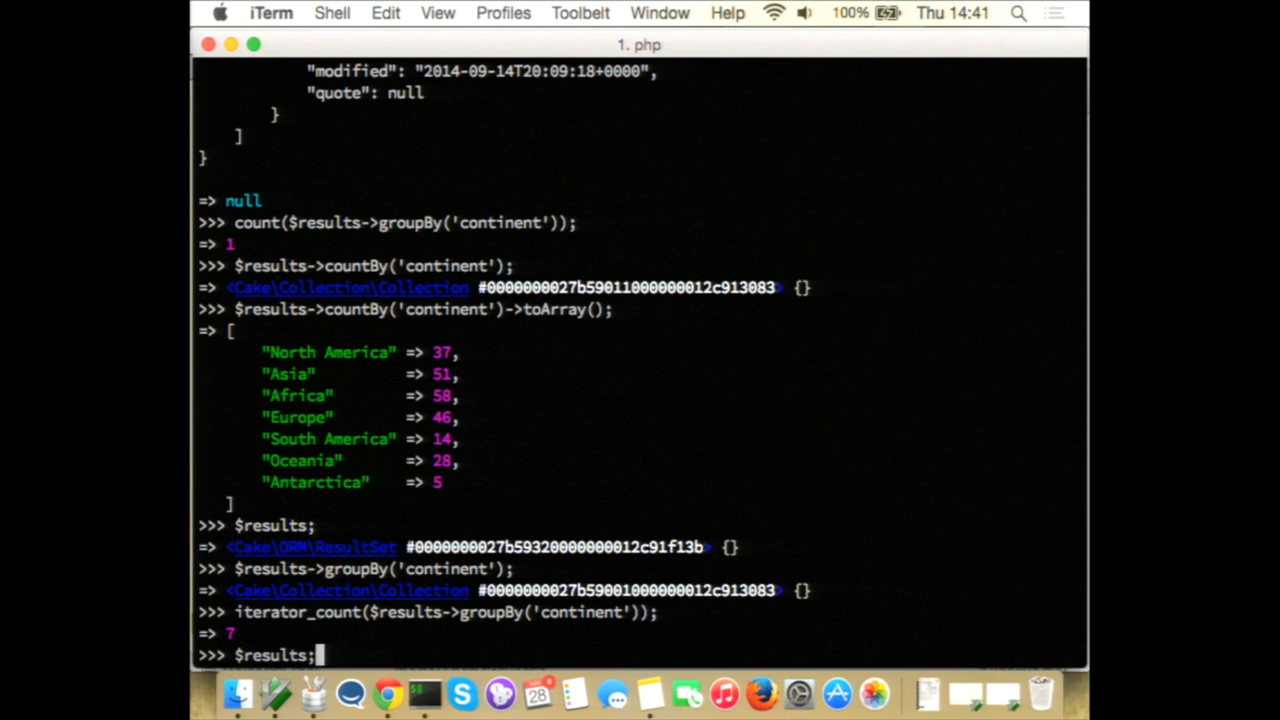 iTerm Shell Edit View Profiles Toolbelt Window Help 100% Thu 14:41
1. php
"modified": "2014-09-14T20:09:18+0000",
"quote": null
}
]
}
=> null
>>> count($results->groupBy('continent'));
=> 1
>>> $results->countBy('continent');
=> <Cake\Collection\Collection #0000000027b59011000000012c913083> {}
>>> $results->countBy('continent')->toArray();
=> [
"North America" => 37,
"Asia" => 51,
"Africa" => 58,
"Europe" => 46,
"South America" => 14,
"Oceania" => 28,
"Antarctica" => 5
]
>>> $results;
=> <Cake\ORM\ResultSet #0000000027b59320000000012c91f13b> {}
>>> $results->groupBy('continent');
=> <Cake\Collection\Collection #0000000027b59001000000012c913083> {}
>>> iterator_count($results->groupBy('continent'));
=> 7
>>> $results;
28